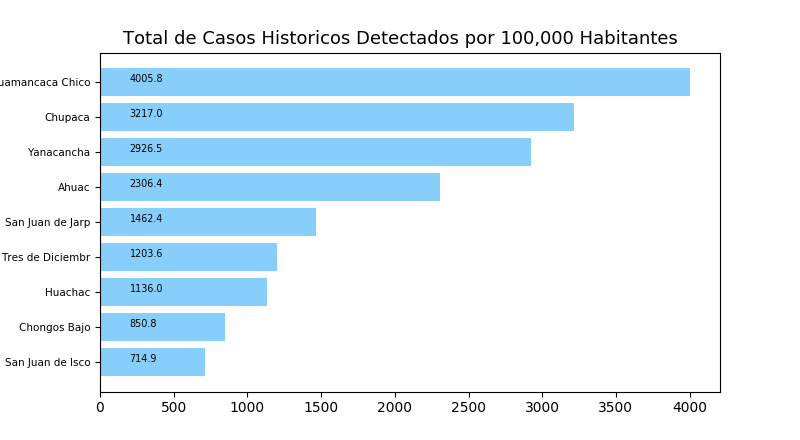 Total de Casos Historicos Detectados por 100,000 Habitantes
uamancaca Chico 4005.8
Chupaca 3217.0
Yanacancha 2926.5
Ahuac 2306.4
San Juan de Jarp 1462.4
Tres de Diciembr 1203.6
Huachac 1136.0
Chongos Bajo 850.8
San Juan de Isco 714.9
0 500 1000 1500 2000 2500 3000 3500 4000